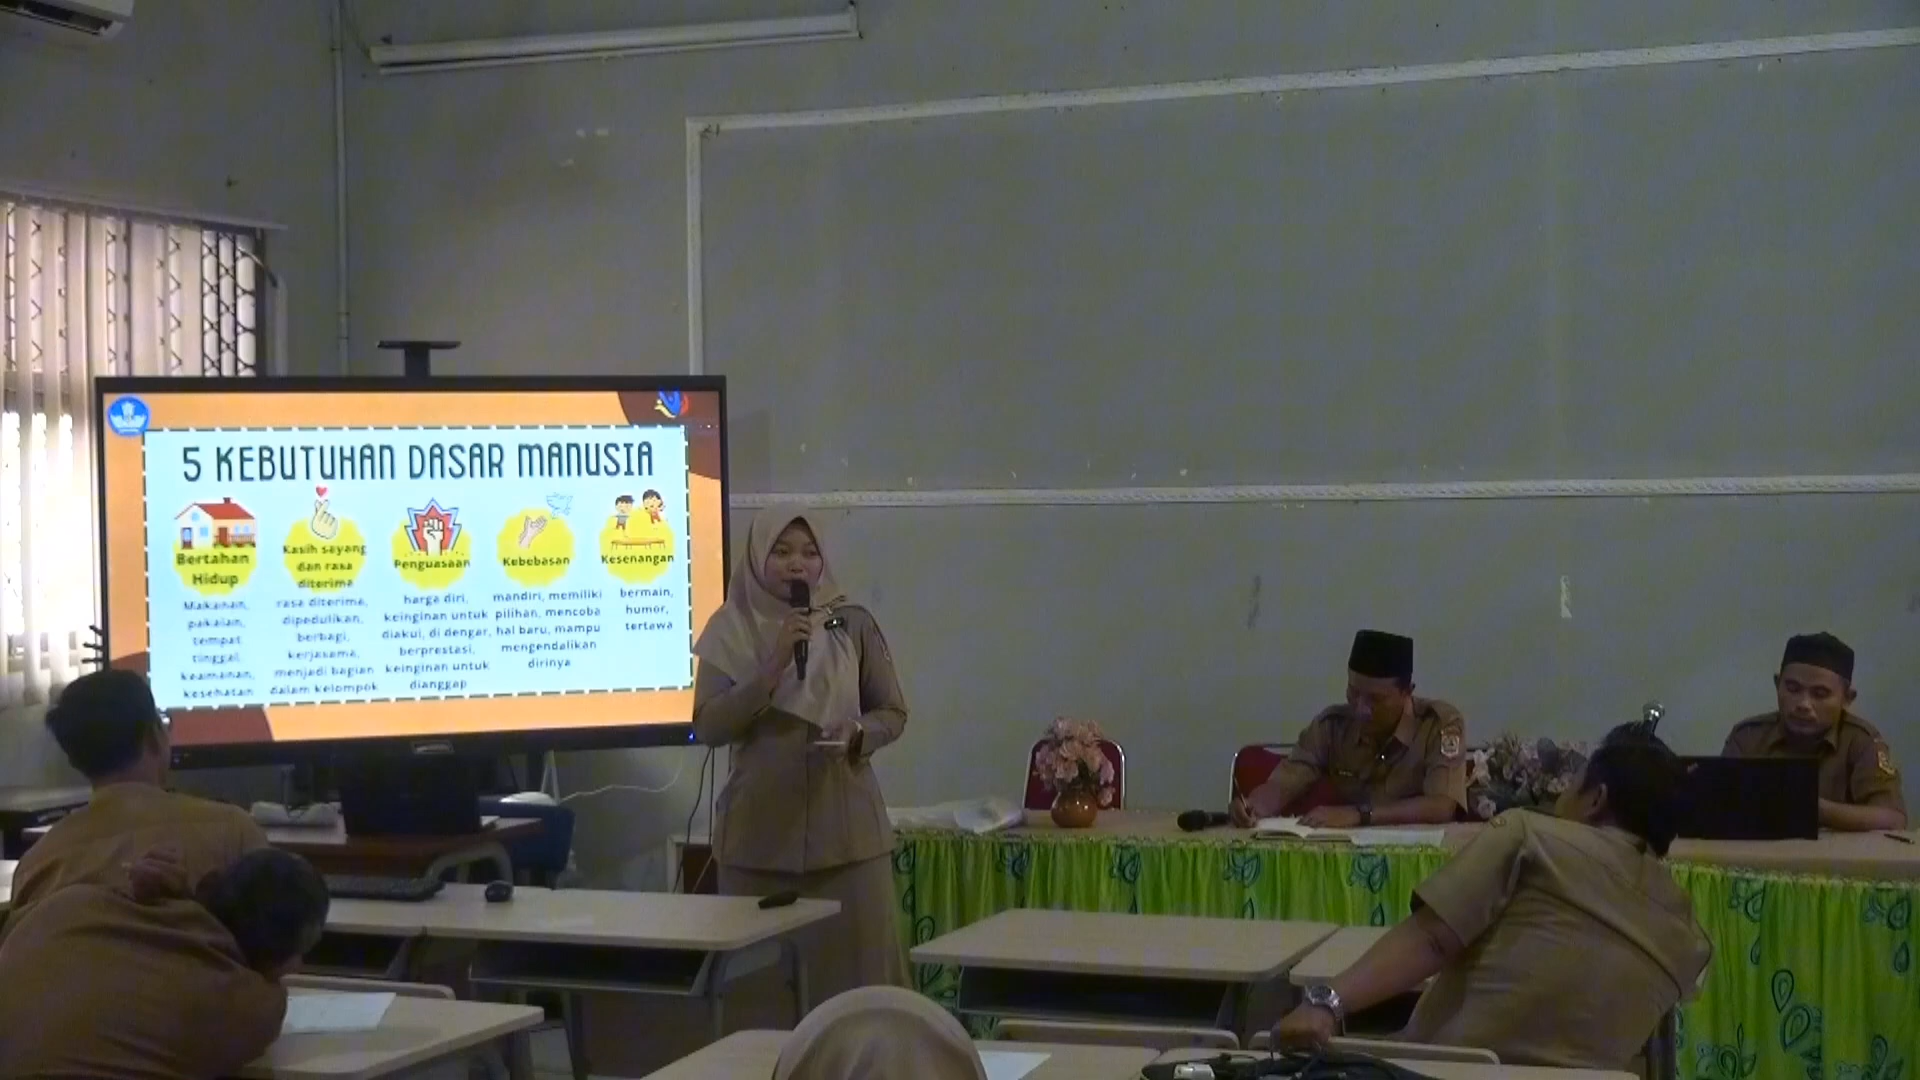 5 KEBUTUHAN DASAR MANUSIA
Bertahan
Hidup
Makanan,
pakaian,
tempat
tinggal,
keamanan,
kesehatan
Kasih sayang
dan rasa
diterima
rasa diterima,
dipedulikan,
berbagi,
kerjasama,
menjadi bagian
dalam kelompok
Penguasaan
harga diri,
keinginan untuk
diakui, di dengar,
berprestasi,
keinginan untuk
dianggap
Kebebasan
mandiri, memiliki
pilihan, mencoba
hal baru, mampu
mengendalikan
dirinya
Kesenangan
bermain,
humor,
tertawa